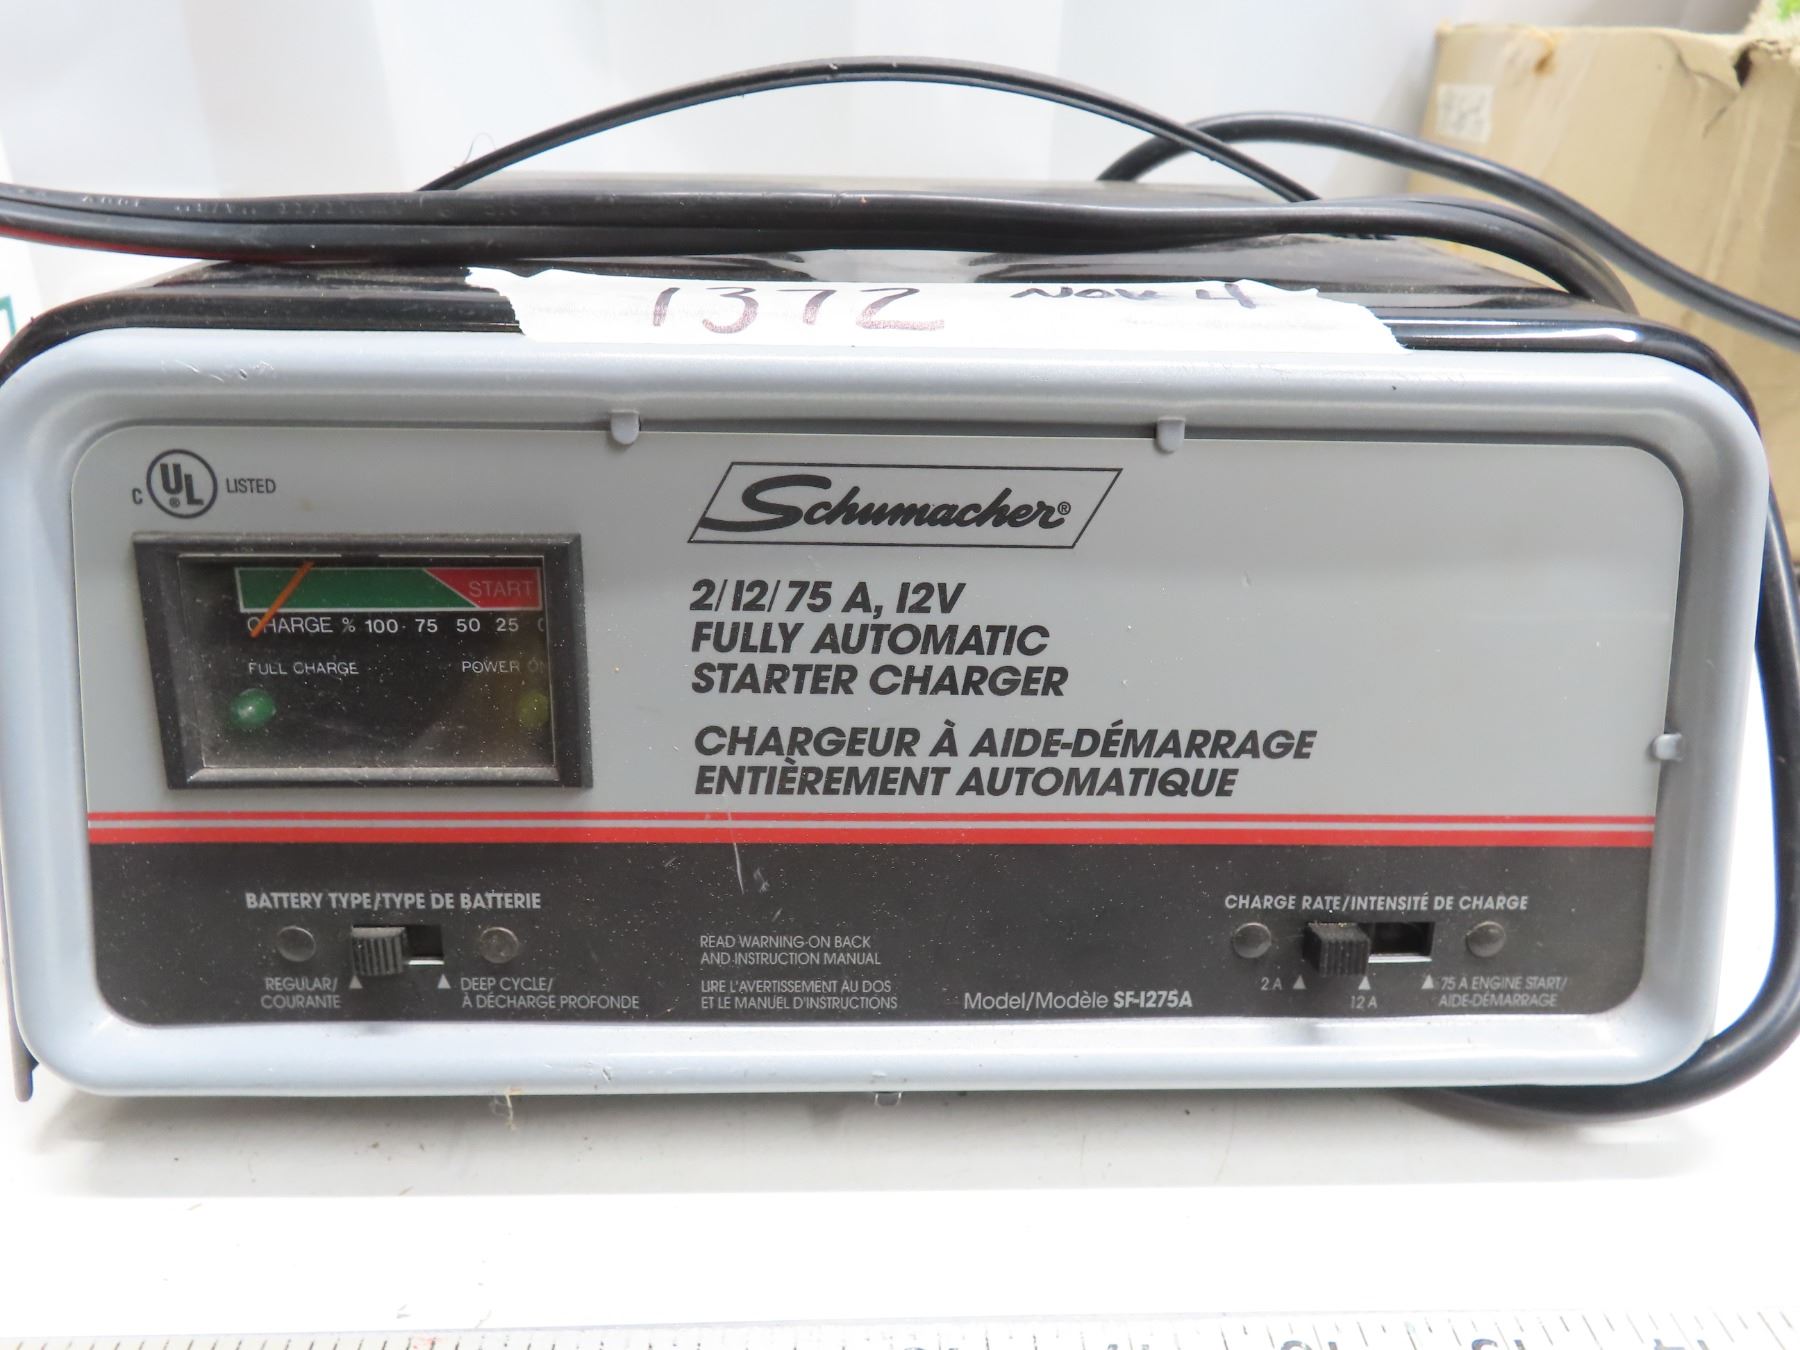 1372 Nov 4
C UL ® LISTED
Schumacher®
START
CHARGE % 100 75 50 25 0
FULL CHARGE POWER ON
2/12/75 A, 12V
FULLY AUTOMATIC
STARTER CHARGER
CHARGEUR À AIDE-DÉMARRAGE
ENTIÈREMENT AUTOMATIQUE
BATTERY TYPE/TYPE DE BATTERIE
REGULAR/
COURANTE
DEEP CYCLE/
À DÉCHARGE PROFONDE
READ WARNING ON BACK
AND INSTRUCTION MANUAL
LIRE L'AVERTISSEMENT AU DOS
ET LE MANUEL D'INSTRUCTIONS
Model/Modèle SF-1275A
CHARGE RATE/INTENSITÉ DE CHARGE
2 A
12 A
75 A ENGINE START/
AIDE-DÉMARRAGE